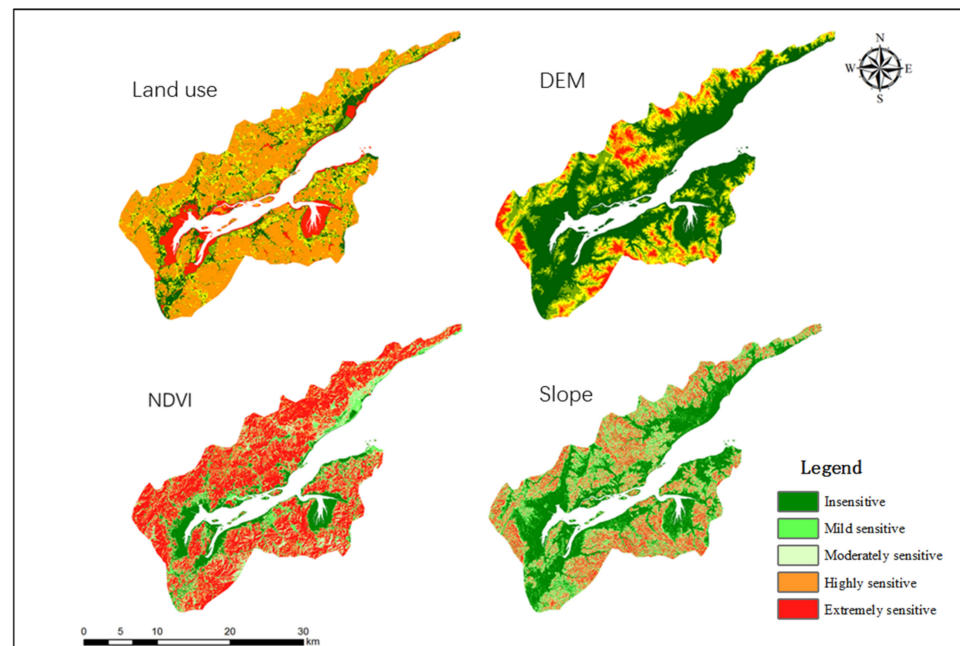 Land use
DEM
N
W E
S
NDVI
Slope
Legend
Insensitive
Mild sensitive
Moderately sensitive
Highly sensitive
Extremely sensitive
0 5 10 20 30
km